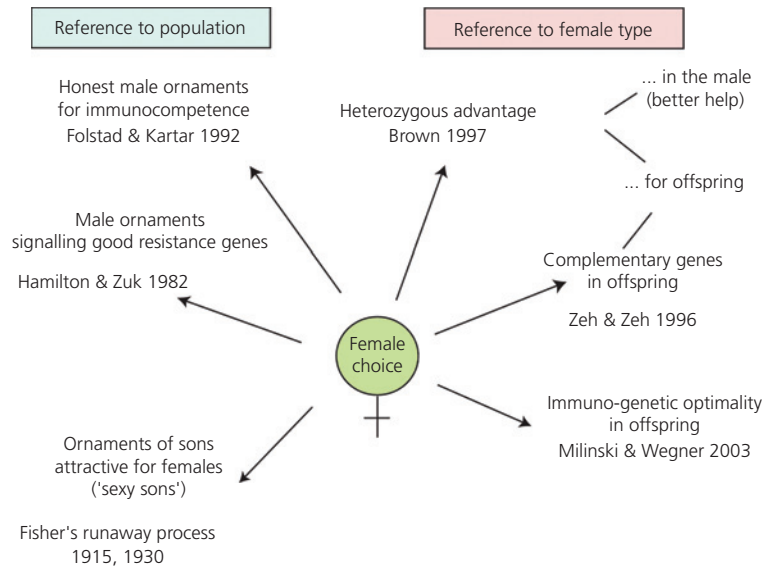 Reference to population
Reference to female type
Honest male ornaments
for immunocompetence
Folstad & Kartar 1992
Heterozygous advantage
Brown 1997
... in the male
(better help)
... for offspring
Male ornaments
signalling good resistance genes
Hamilton & Zuk 1982
Complementary genes
in offspring
Zeh & Zeh 1996
Female
choice
Immuno-genetic optimality
in offspring
Milinski & Wegner 2003
Ornaments of sons
attractive for females
('sexy sons')
Fisher's runaway process
1915, 1930